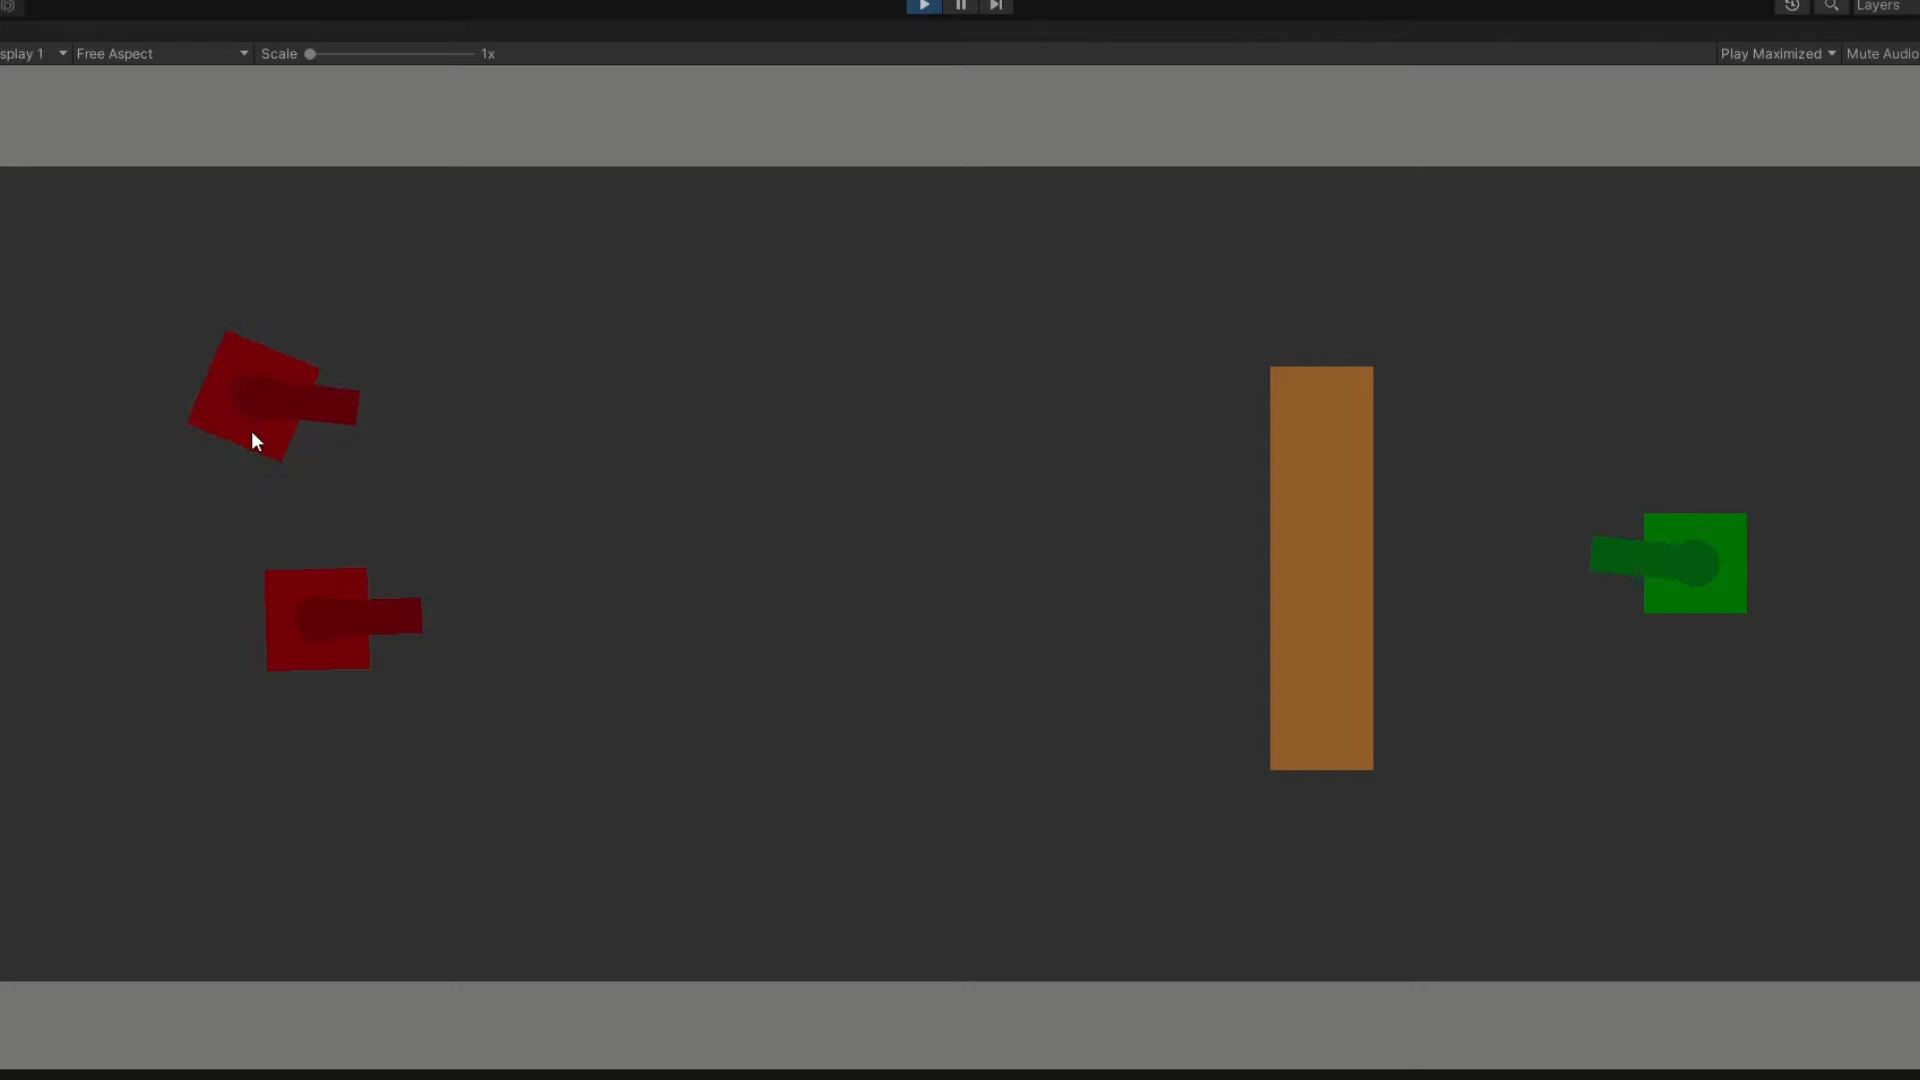 Layers
splay 1
Free Aspect
Scale
1x
Play Maximized
Mute Audio